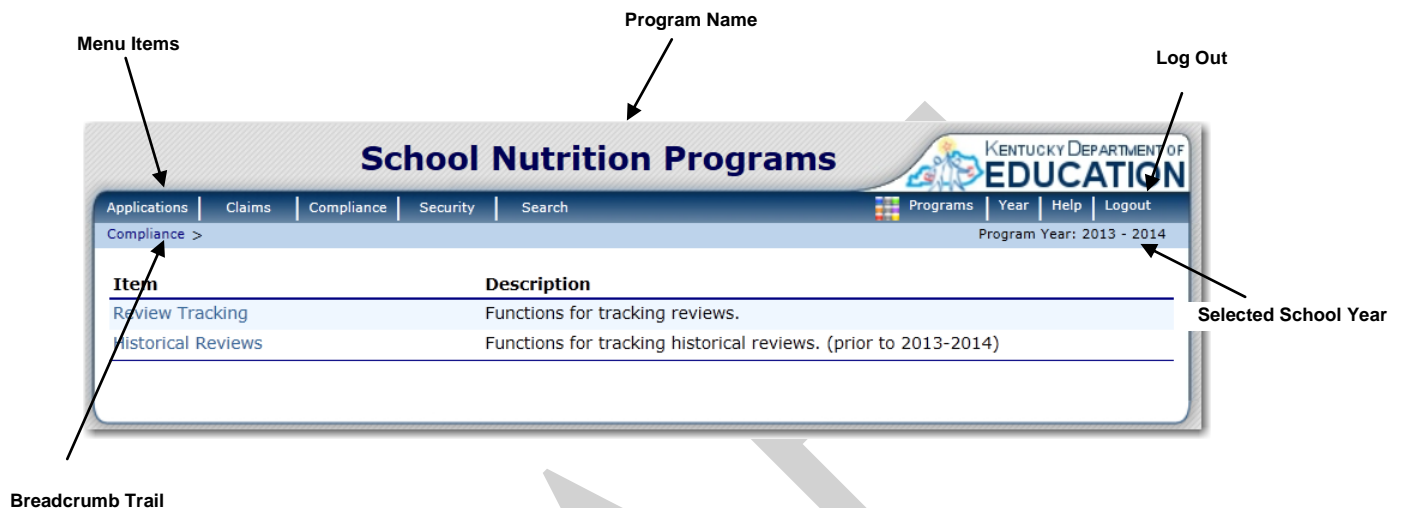 Program Name
Menu Items
Log Out
School Nutrition Programs
KENTUCKY DEPARTMENT OF
EDUCATION
Applications | Claims | Compliance | Security | Search Programs | Year | Help | Logout
Compliance > Program Year: 2013 - 2014
Item Description
Review Tracking Functions for tracking reviews.
Selected School Year
Historical Reviews Functions for tracking historical reviews. (prior to 2013-2014)
Breadcrumb Trail